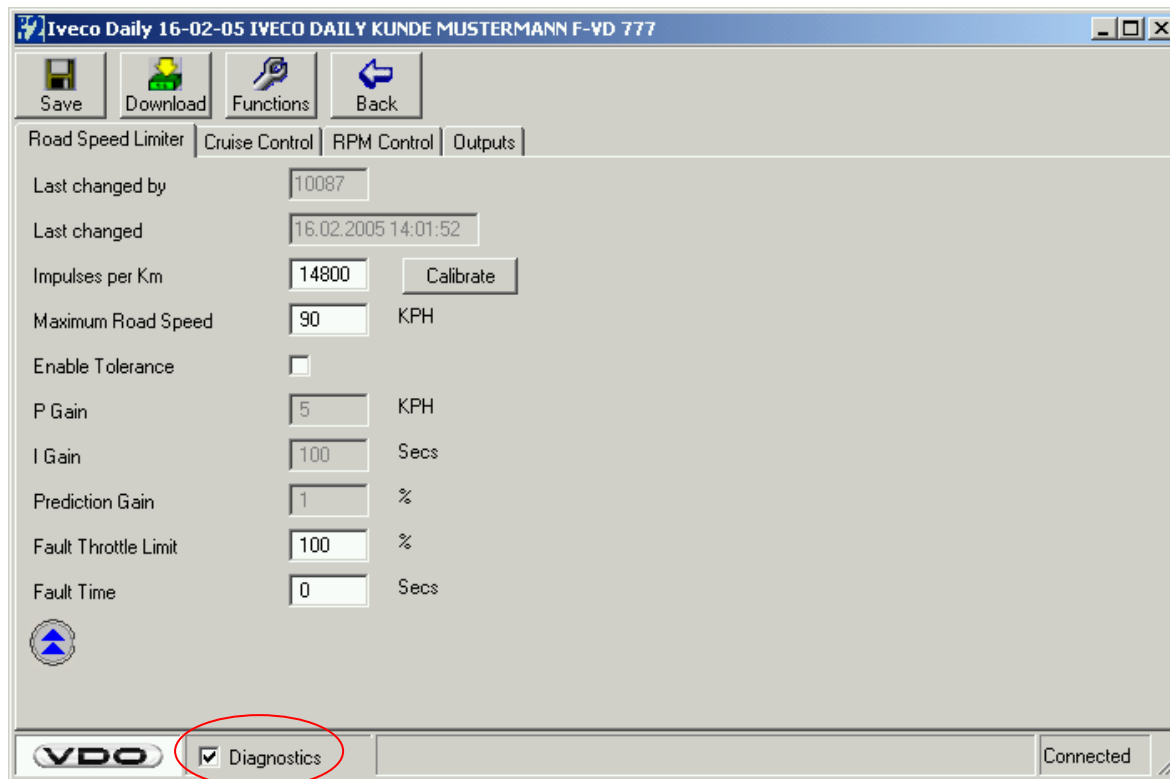 Iveco Daily 16-02-05 IVECO DAILY KUNDE MUSTERMANN F-VD 777
Save Download Functions Back
Road Speed Limiter Cruise Control RPM Control Outputs
Last changed by 10087
Last changed 16.02.2005 14:01:52
Impulses per Km 14800 Calibrate
Maximum Road Speed 90 KPH
Enable Tolerance
P Gain 5 KPH
I Gain 100 Secs
Prediction Gain 1 %
Fault Throttle Limit 100 %
Fault Time 0 Secs
VDO Diagnostics Connected